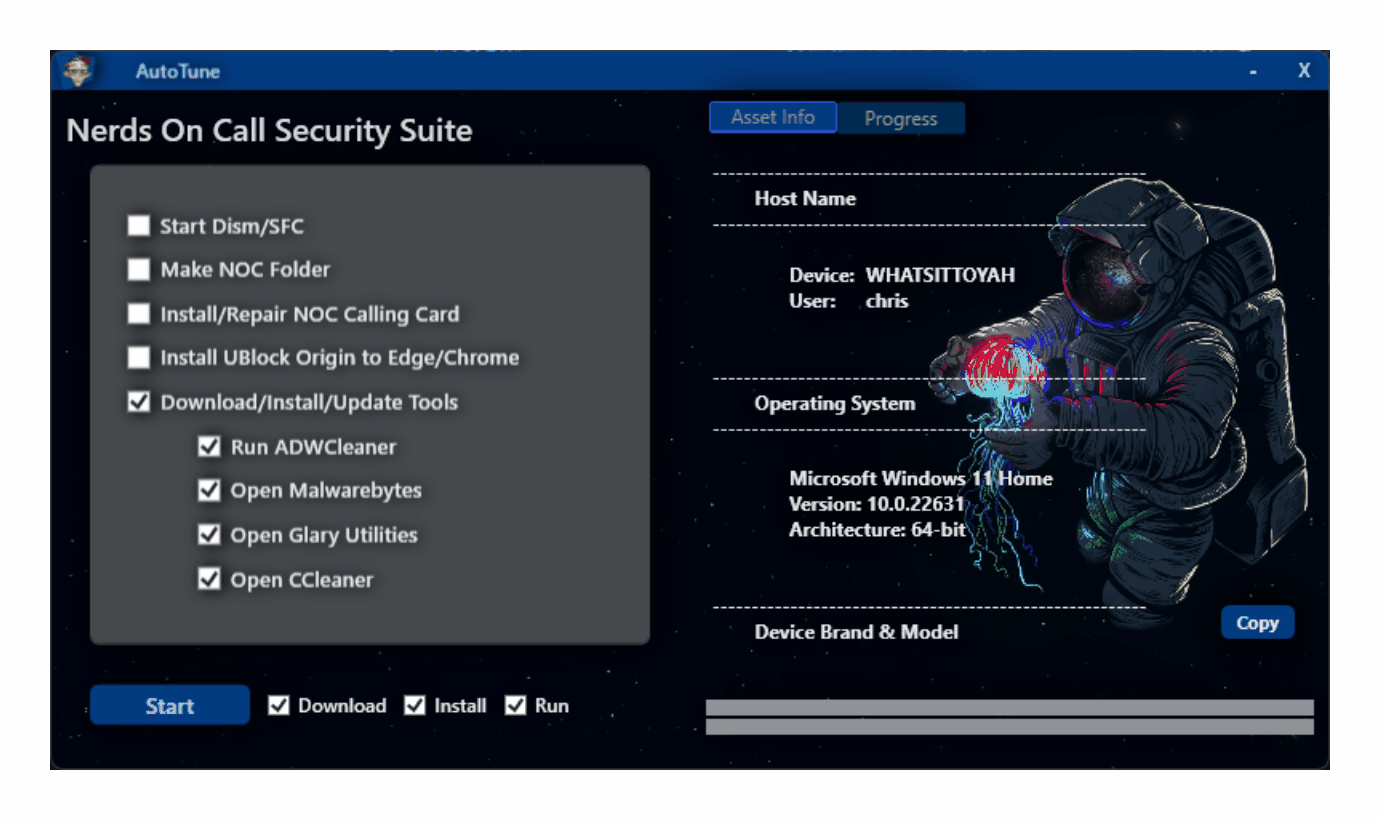 AutoTune
- X
Nerds On Call Security Suite
Start Dism/SFC
Make NOC Folder
Install/Repair NOC Calling Card
Install UBlock Origin to Edge/Chrome
Download/Install/Update Tools
Run ADWCleaner
Open Malwarebytes
Open Glary Utilities
Open CCleaner
Start
Download
Install
Run
Asset Info
Progress
Host Name
Device: WHATSITTOYAH
User: chris
Operating System
Microsoft Windows 11 Home
Version: 10.0.22631
Architecture: 64-bit
Device Brand & Model
Copy